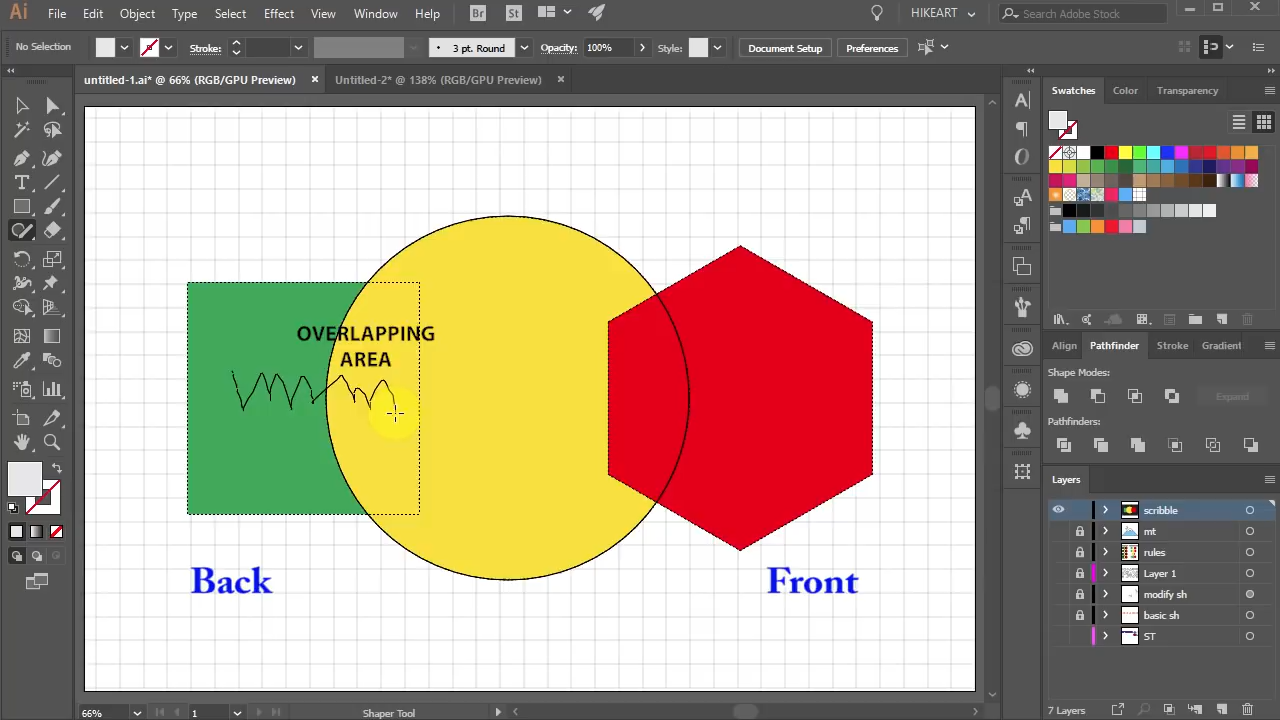 Ai File Edit Object Type Select Effect View Window Help Br St HIKEART Search Adobe Stock
No Selection Stroke: 3 pt. Round Opacity: 100% Style: Document Setup Preferences
untitled-1.ai* @ 66% (RGB/GPU Preview) × Untitled-2* @ 138% (RGB/GPU Preview) ×
Swatches Color Transparency
OVERLAPPING
AREA
Back
Front
Align Pathfinder Stroke Gradient
Shape Modes:
Expand
Pathfinders:
Layers
scribble
mt
rules
Layer 1
modify sh
basic sh
ST
7 Layers
66% 1 Shaper Tool